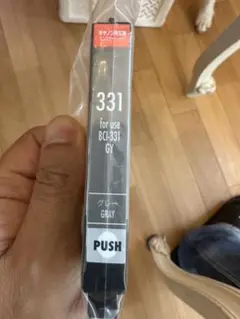 331
for use
BCI-331
GY
グレー
GRAY
PUSH